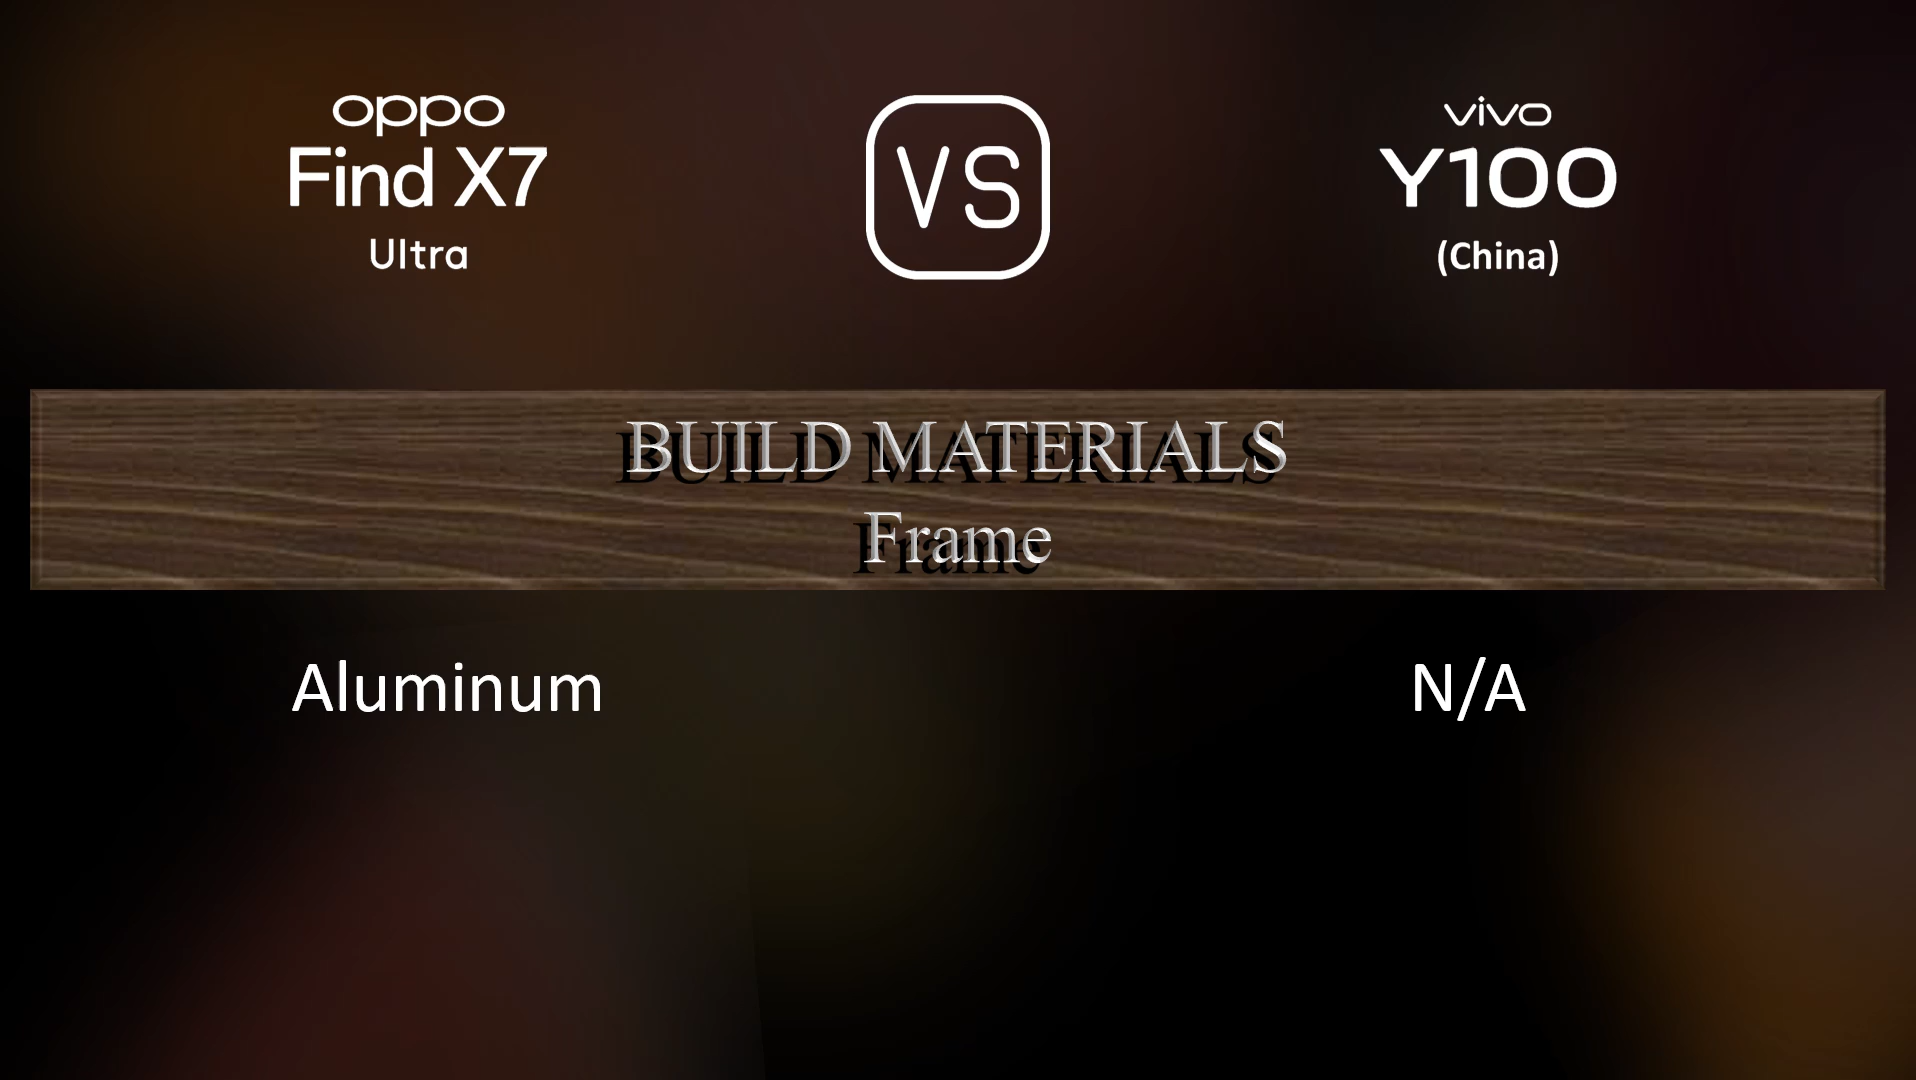 oppo
Find X7
Ultra
VS
vivo
Y100
(China)
BUILD MATERIALS
Frame
Aluminum
N/A